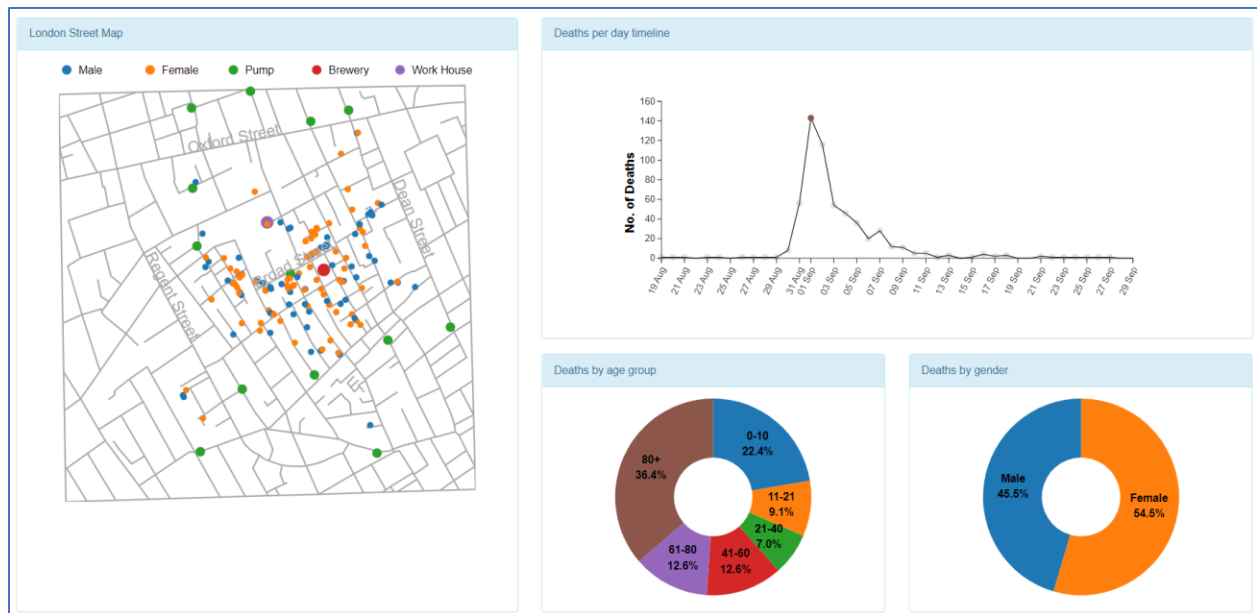 London Street Map
Male Female Pump Brewery Work House
Oxford Street
Dean Street
Broad Street
Regent Street
Deaths per day timeline
No. of Deaths
160
140
120
100
80
60
40
20
0
19 Aug
21 Aug
23 Aug
25 Aug
27 Aug
29 Aug
31 Aug
01 Sep
03 Sep
05 Sep
07 Sep
09 Sep
11 Sep
13 Sep
15 Sep
17 Sep
19 Sep
21 Sep
23 Sep
25 Sep
27 Sep
29 Sep
Deaths by age group
0-10
22.4%
11-21
9.1%
21-40
7.0%
41-60
12.6%
61-80
12.6%
80+
36.4%
Deaths by gender
Male
45.5%
Female
54.5%